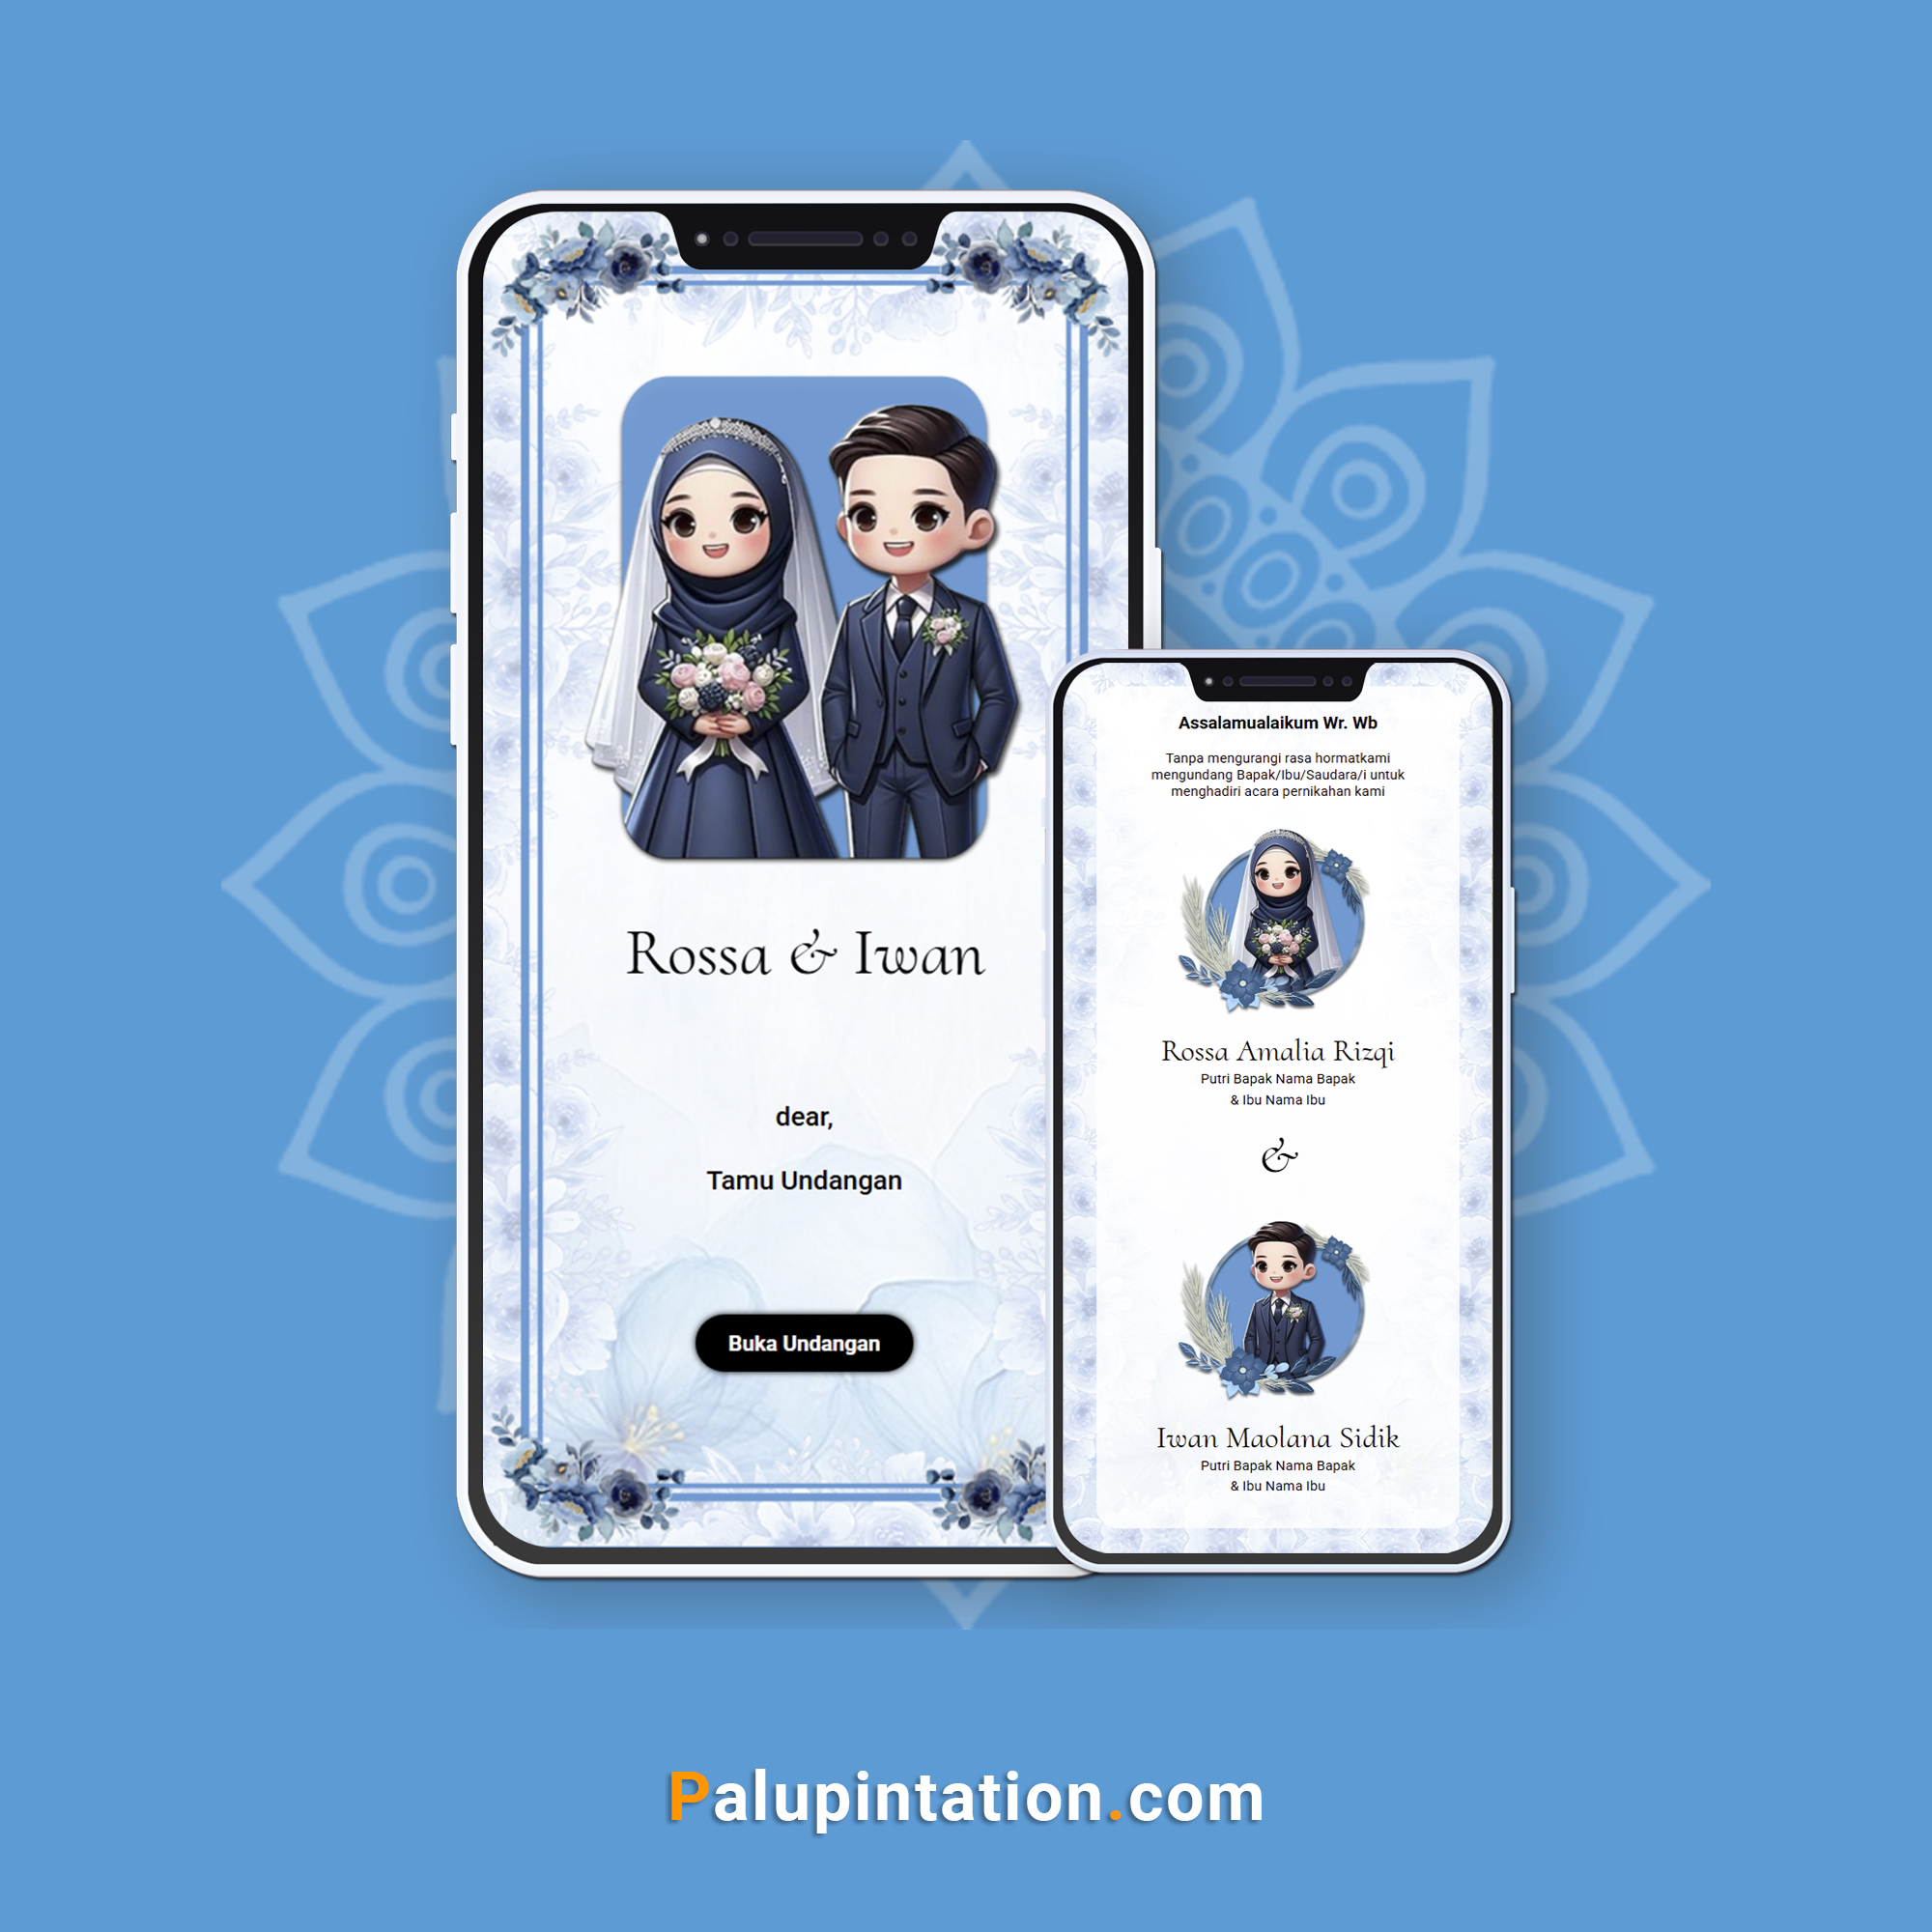 Rossa & Iwan
dear,
Tamu Undangan
Buka Undangan
Assalamualaikum Wr. Wb
Tanpa mengurangi rasa hormatkami
mengundang Bapak/Ibu/Saudara/i untuk
menghadiri acara pernikahan kami
Rossa Amalia Rizqi
Putri Bapak Nama Bapak
& Ibu Nama Ibu
&
Iwan Maolana Sidik
Putri Bapak Nama Bapak
& Ibu Nama Ibu
Palupintation.com